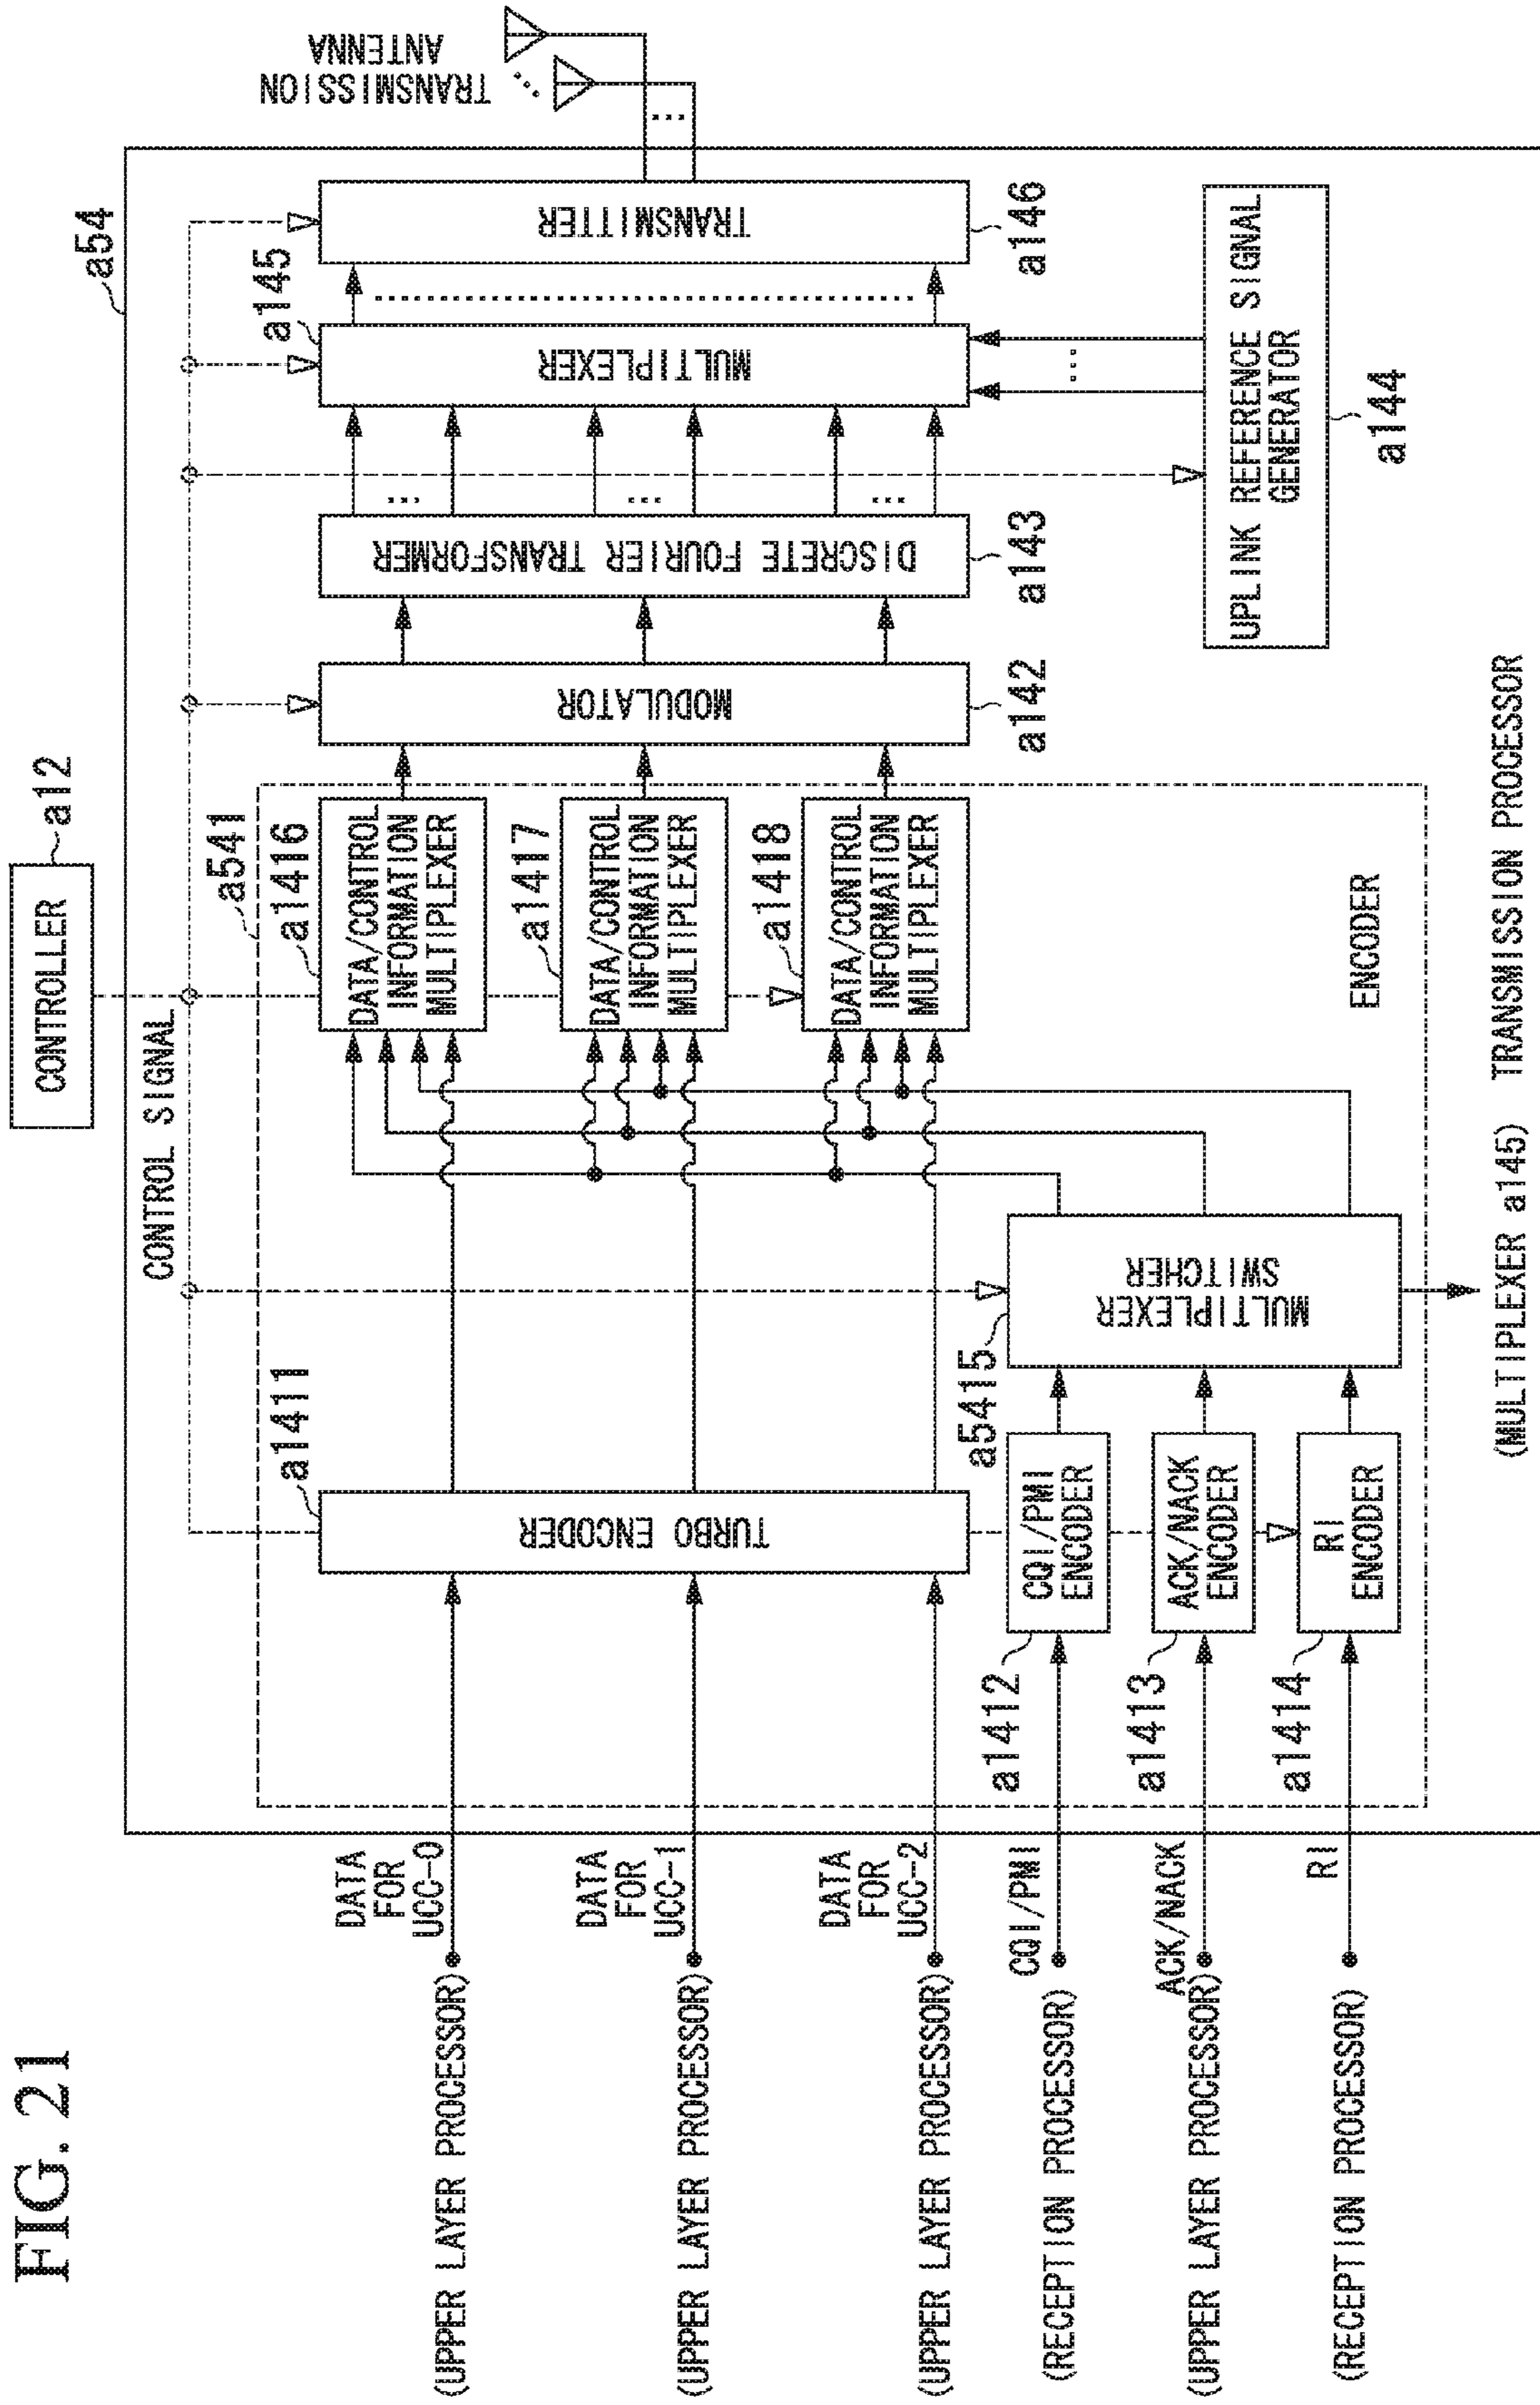 FIG. 21
CONTROLLER
a12
a54
CONTROL SIGNAL
a541
TRANSMISSION
ANTENNA
(UPPER LAYER PROCESSOR)
DATA
FOR
UCC-0
(UPPER LAYER PROCESSOR)
DATA
FOR
UCC-1
(UPPER LAYER PROCESSOR)
DATA
FOR
UCC-2
(RECEPTION PROCESSOR)
CQI/PMI
(UPPER LAYER PROCESSOR)
ACK/NACK
(RECEPTION PROCESSOR)
RI
a1411
TURBO ENCODER
a1412
CQI/PMI
ENCODER
a1413
ACK/NACK
ENCODER
a1414
RI
ENCODER
a5415
MULTIPLEXER
SWITCHER
a1416
DATA/CONTROL
INFORMATION
MULTIPLEXER
a1417
DATA/CONTROL
INFORMATION
MULTIPLEXER
a1418
DATA/CONTROL
INFORMATION
MULTIPLEXER
ENCODER
MODULATOR
a142
DISCRETE FOURIER TRANSFORMER
a143
a145
MULTIPLEXER
TRANSMITTER
a146
UPLINK REFERENCE SIGNAL
GENERATOR
a144
(MULTIPLEXER a145)
TRANSMISSION PROCESSOR